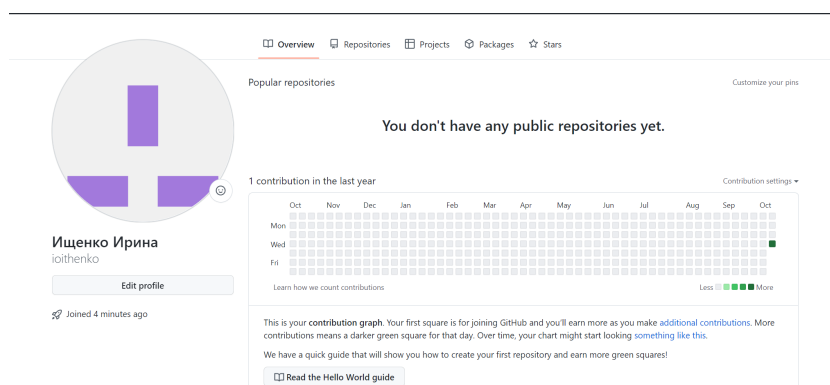 Overview Repositories Projects Packages Stars
Popular repositories Customize your pins
You don't have any public repositories yet.
1 contribution in the last year Contribution settings
Oct Nov Dec Jan Feb Mar Apr May Jun Jul Aug Sep Oct
Mon
Wed
Fri
Learn how we count contributions Less More
Ищенко Ирина
ioithenko
Edit profile
Joined 4 minutes ago
This is your contribution graph. Your first square is for joining GitHub and you'll earn more as you make additional contributions. More
contributions means a darker green square for that day. Over time, your chart might start looking something like this.
We have a quick guide that will show you how to create your first repository and earn more green squares!
Read the Hello World guide